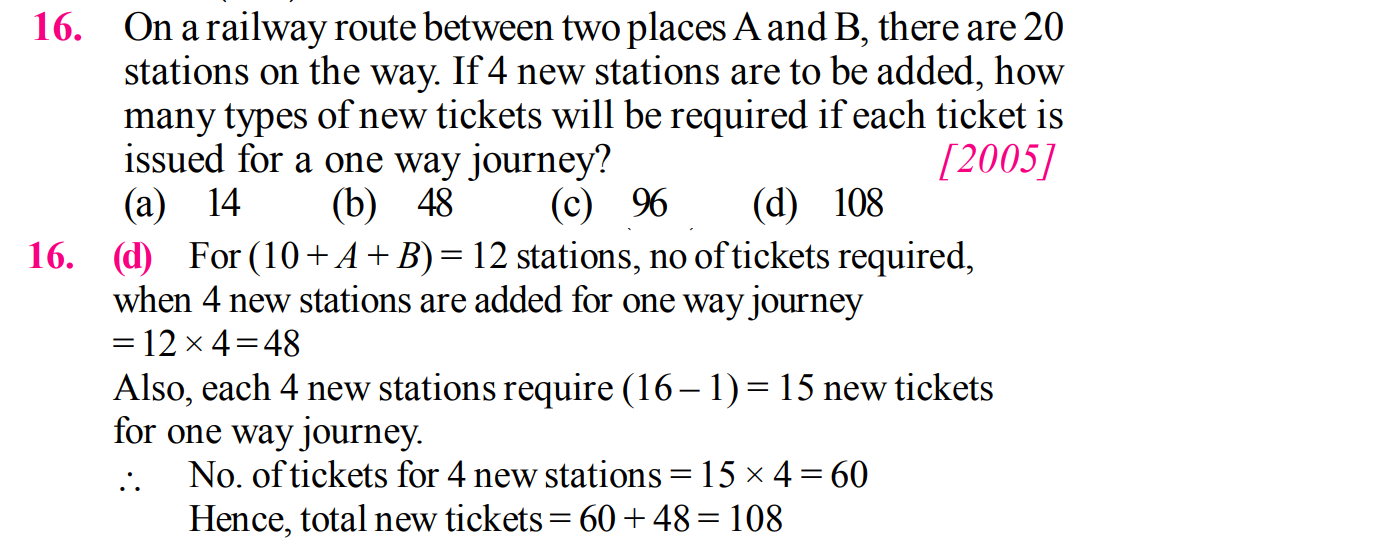 16. On a railway route between two places A and B, there are 20
stations on the way. If 4 new stations are to be added, how
many types of new tickets will be required if each ticket is
issued for a one way journey? [2005]
(a) 14 (b) 48 (c) 96 (d) 108
16. (d) For (10 + A + B) = 12 stations, no of tickets required,
when 4 new stations are added for one way journey
= 12 × 4 = 48
Also, each 4 new stations require (16 – 1) = 15 new tickets
for one way journey.
∴ No. of tickets for 4 new stations = 15 × 4 = 60
Hence, total new tickets = 60 + 48 = 108